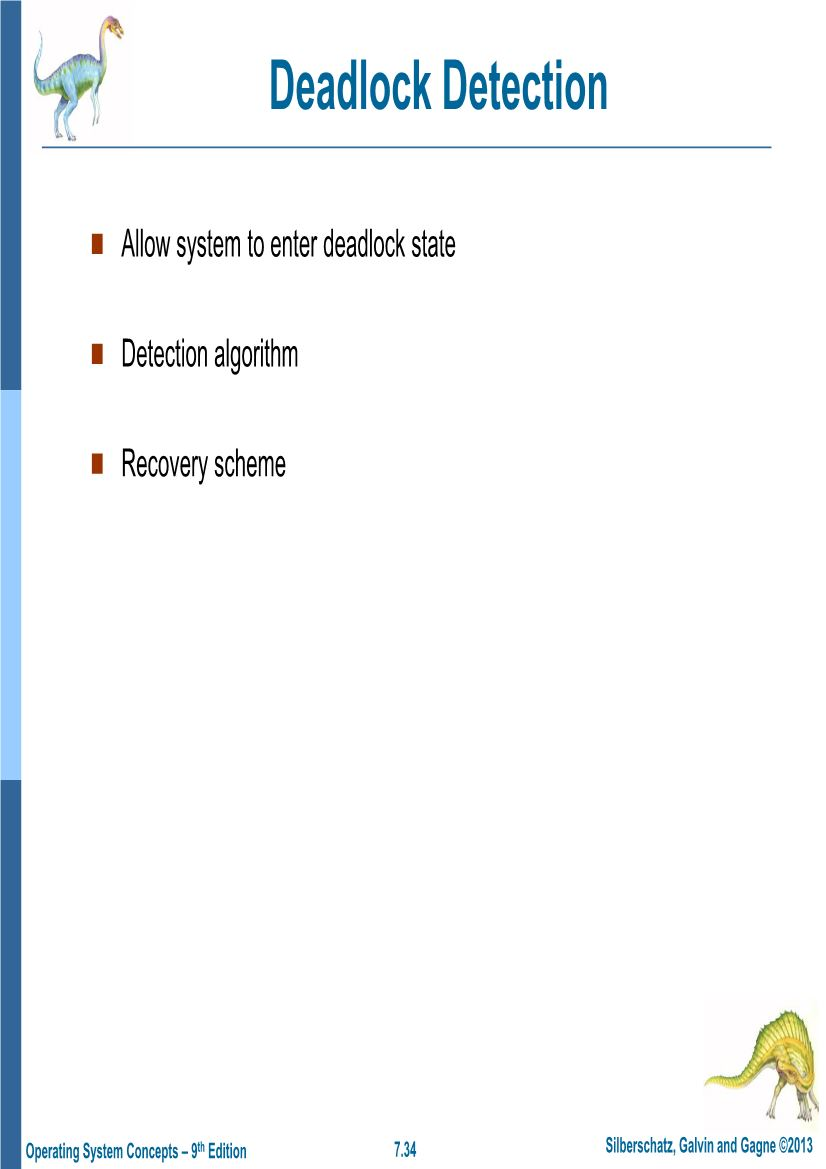 Deadlock Detection
Allow system to enter deadlock state
Detection algorithm
Recovery scheme
Operating System Concepts – 9th Edition
7.34
Silberschatz, Galvin and Gagne ©2013